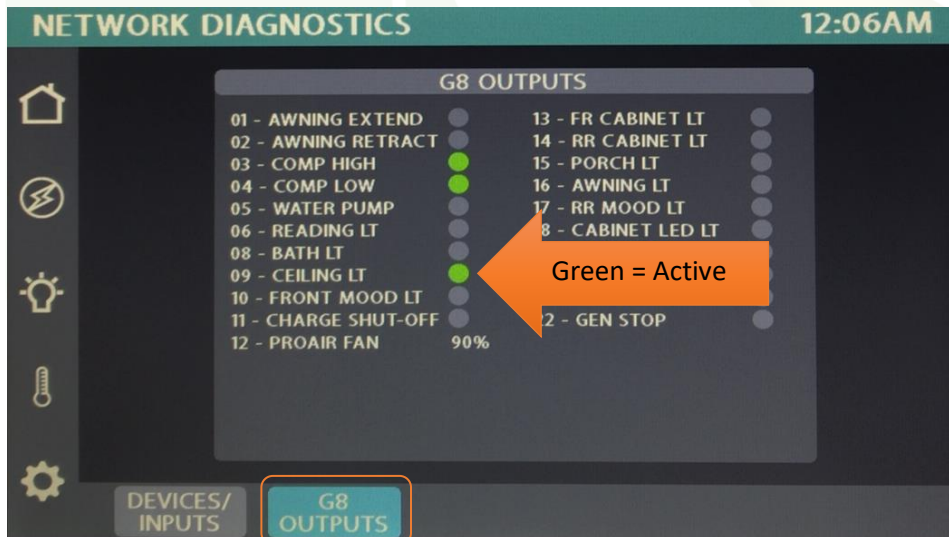 NETWORK DIAGNOSTICS
12:06AM
G8 OUTPUTS
01 - AWNING EXTEND
02 - AWNING RETRACT
03 - COMP HIGH
04 - COMP LOW
05 - WATER PUMP
06 - READING LT
08 - BATH LT
09 - CEILING LT
10 - FRONT MOOD LT
11 - CHARGE SHUT-OFF
12 - PROAIR FAN 90%
13 - FR CABINET LT
14 - RR CABINET LT
15 - PORCH LT
16 - AWNING LT
17 - RR MOOD LT
8 - CABINET LED LT
22 - GEN STOP
Green = Active
DEVICES/
INPUTS
G8
OUTPUTS